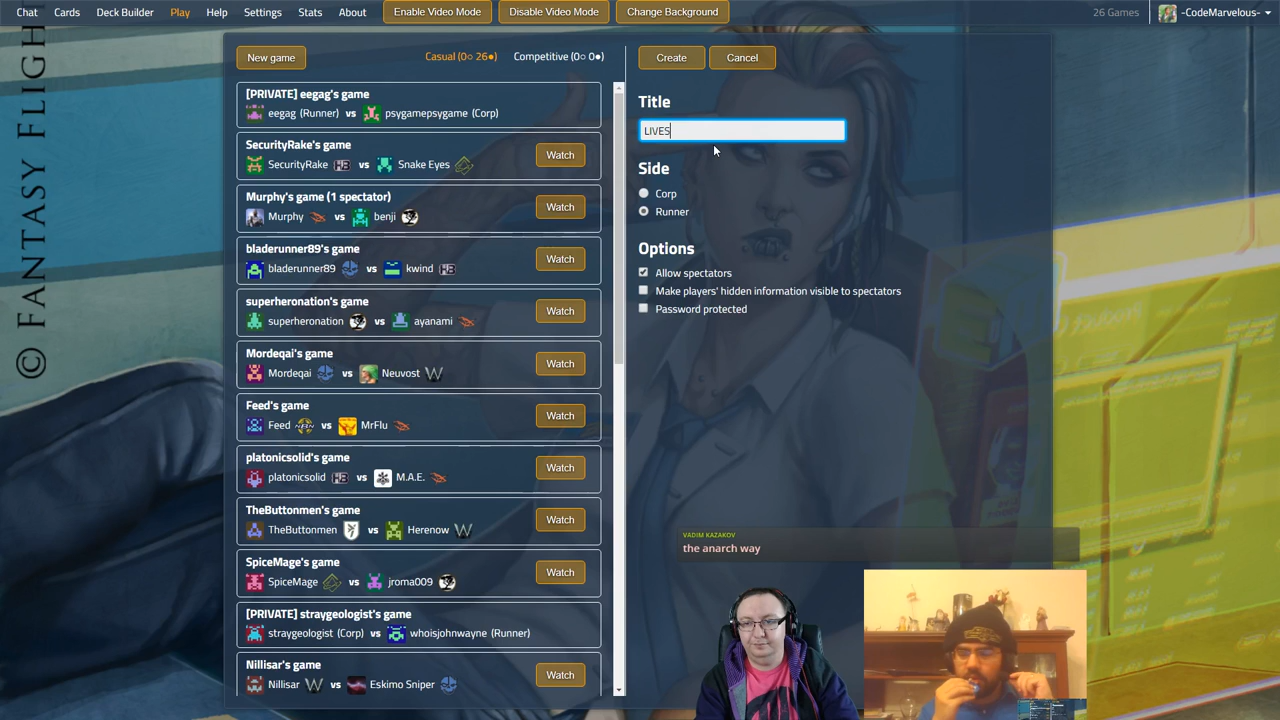 Chat Cards Deck Builder Play Help Settings Stats About Enable Video Mode Disable Video Mode Change Background 26 Games -CodeMarvelous-
© FANTASY FLIGHT
New game Casual (0○ 26●) Competitive (0○ 0●)
[PRIVATE] eegag's game
eegag (Runner) vs psygamepsygame (Corp)
SecurityRake's game
SecurityRake HB vs Snake Eyes Watch
Murphy's game (1 spectator)
Murphy vs benji Watch
bladerunner89's game
bladerunner89 vs kwind HB Watch
superheronation's game
superheronation vs ayanami Watch
Mordeqai's game
Mordeqai vs Neuvost Watch
Feed's game
Feed NBN vs MrFlu Watch
platonicsolid's game
platonicsolid HB vs M.A.E. Watch
TheButtonmen's game
TheButtonmen vs Herenow Watch
SpiceMage's game
SpiceMage vs jroma009 Watch
[PRIVATE] straygeologist's game
straygeologist (Corp) vs whoisjohnwayne (Runner)
Nillisar's game
Nillisar vs Eskimo Sniper Watch
Create Cancel
Title
LIVES
Side
Corp
Runner
Options
Allow spectators
Make players' hidden information visible to spectators
Password protected
VADIM KAZAKOV
the anarch way